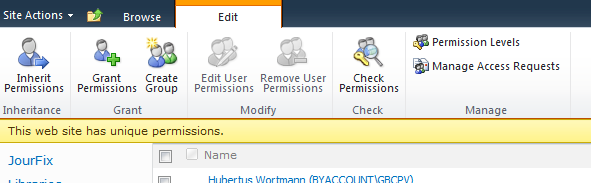 Site Actions
Browse
Edit
Inherit
Permissions
Grant
Permissions
Create
Group
Edit User
Permissions
Remove User
Permissions
Check
Permissions
Permission Levels
Manage Access Requests
Inheritance
Grant
Modify
Check
Manage
This web site has unique permissions.
JourFix
Name
Libraries
Hubertus Wortmann (BYACCOUNT\GBCPV)